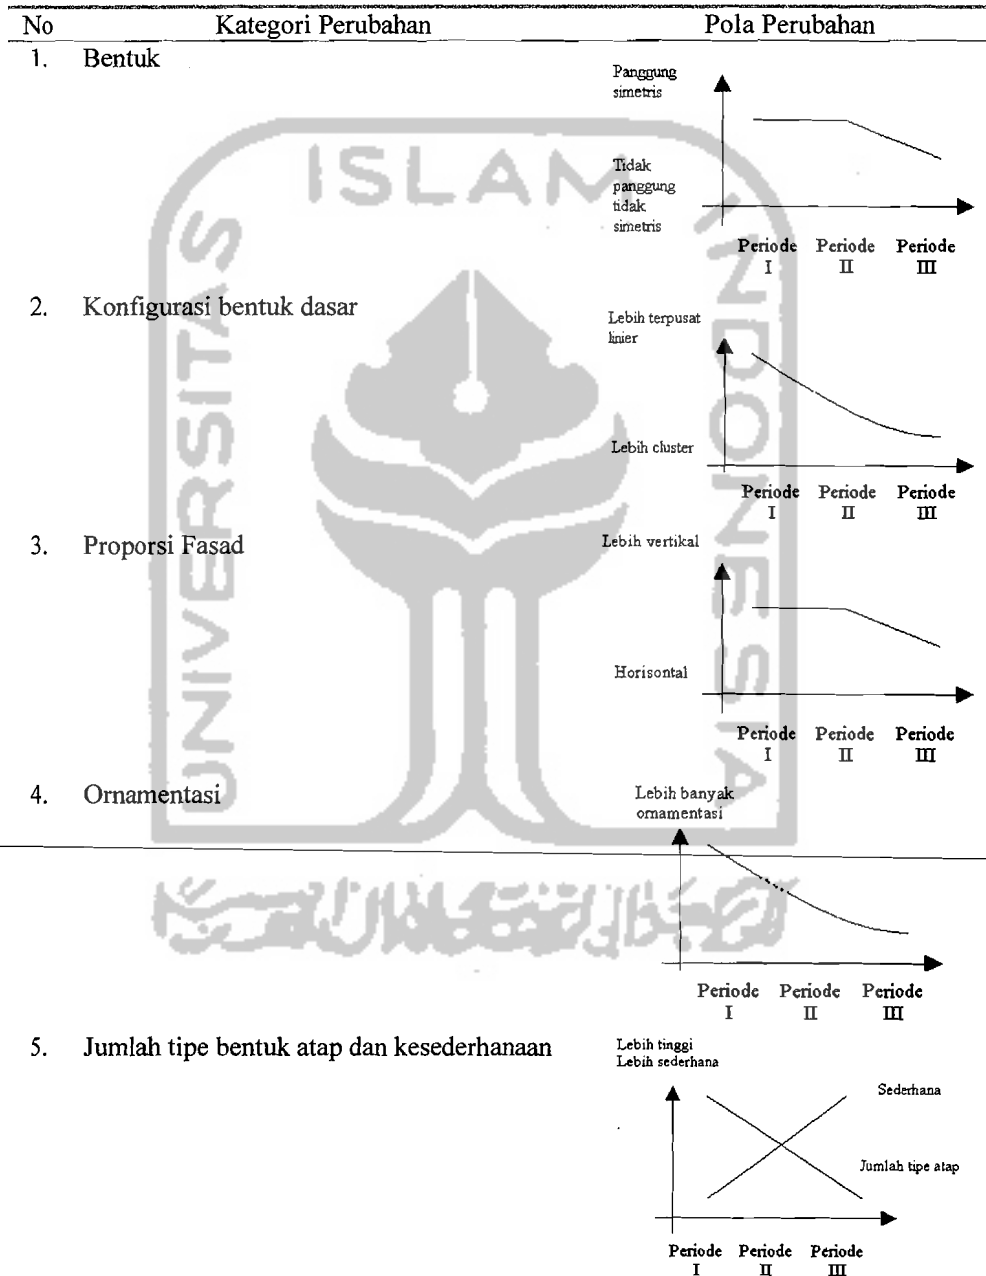 No Kategori Perubahan Pola Perubahan
1. Bentuk
Panggung
simetris
Tidak
panggung
tidak
simetris
Periode Periode Periode
I II III
2. Konfigurasi bentuk dasar
Lebih terpusat
linier
Lebih cluster
Periode Periode Periode
I II III
3. Proporsi Fasad
Lebih vertikal
Horisontal
Periode Periode Periode
I II III
4. Ornamentasi
Lebih banyak
ornamentasi
Periode Periode Periode
I II III
5. Jumlah tipe bentuk atap dan kesederhanaan
Lebih tinggi
Lebih sederhana
Sederhana
Jumlah tipe atap
Periode Periode Periode
I II III
UNIVERSITAS
ISLAM
INDONESIA